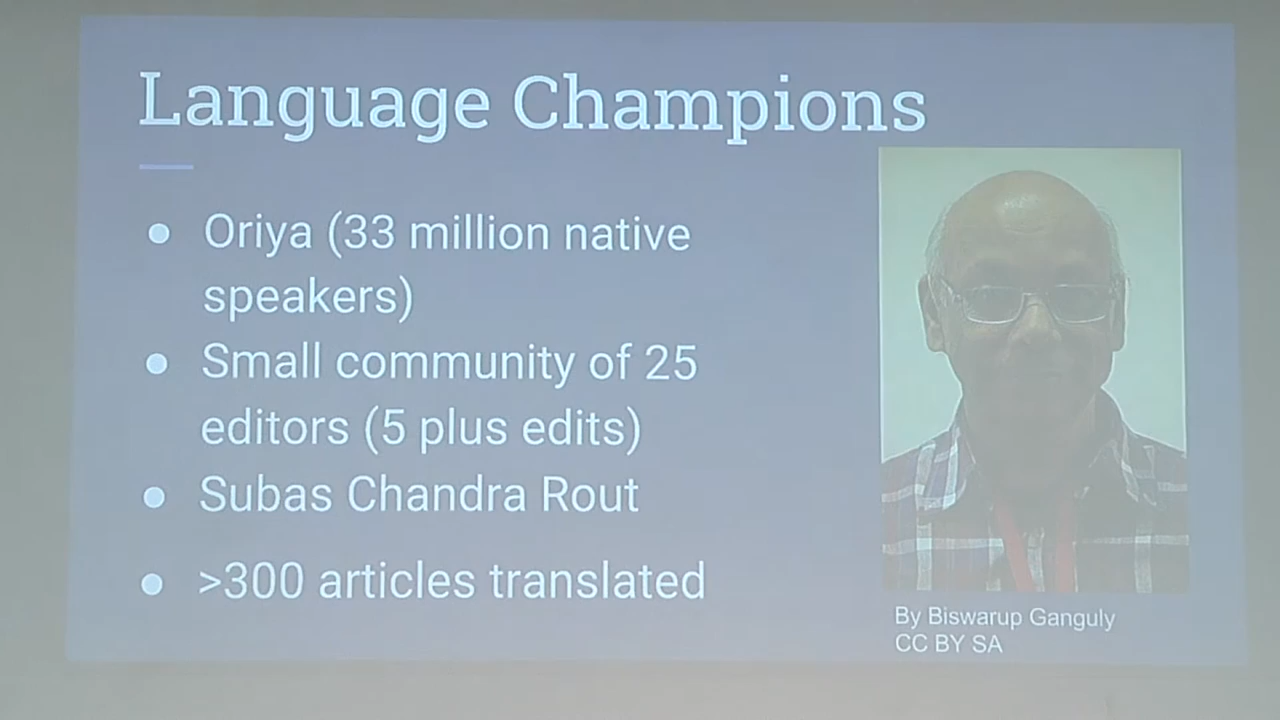 Language Champions
● Oriya (33 million native
speakers)
● Small community of 25
editors (5 plus edits)
● Subas Chandra Rout
● >300 articles translated
By Biswarup Ganguly
CC BY SA